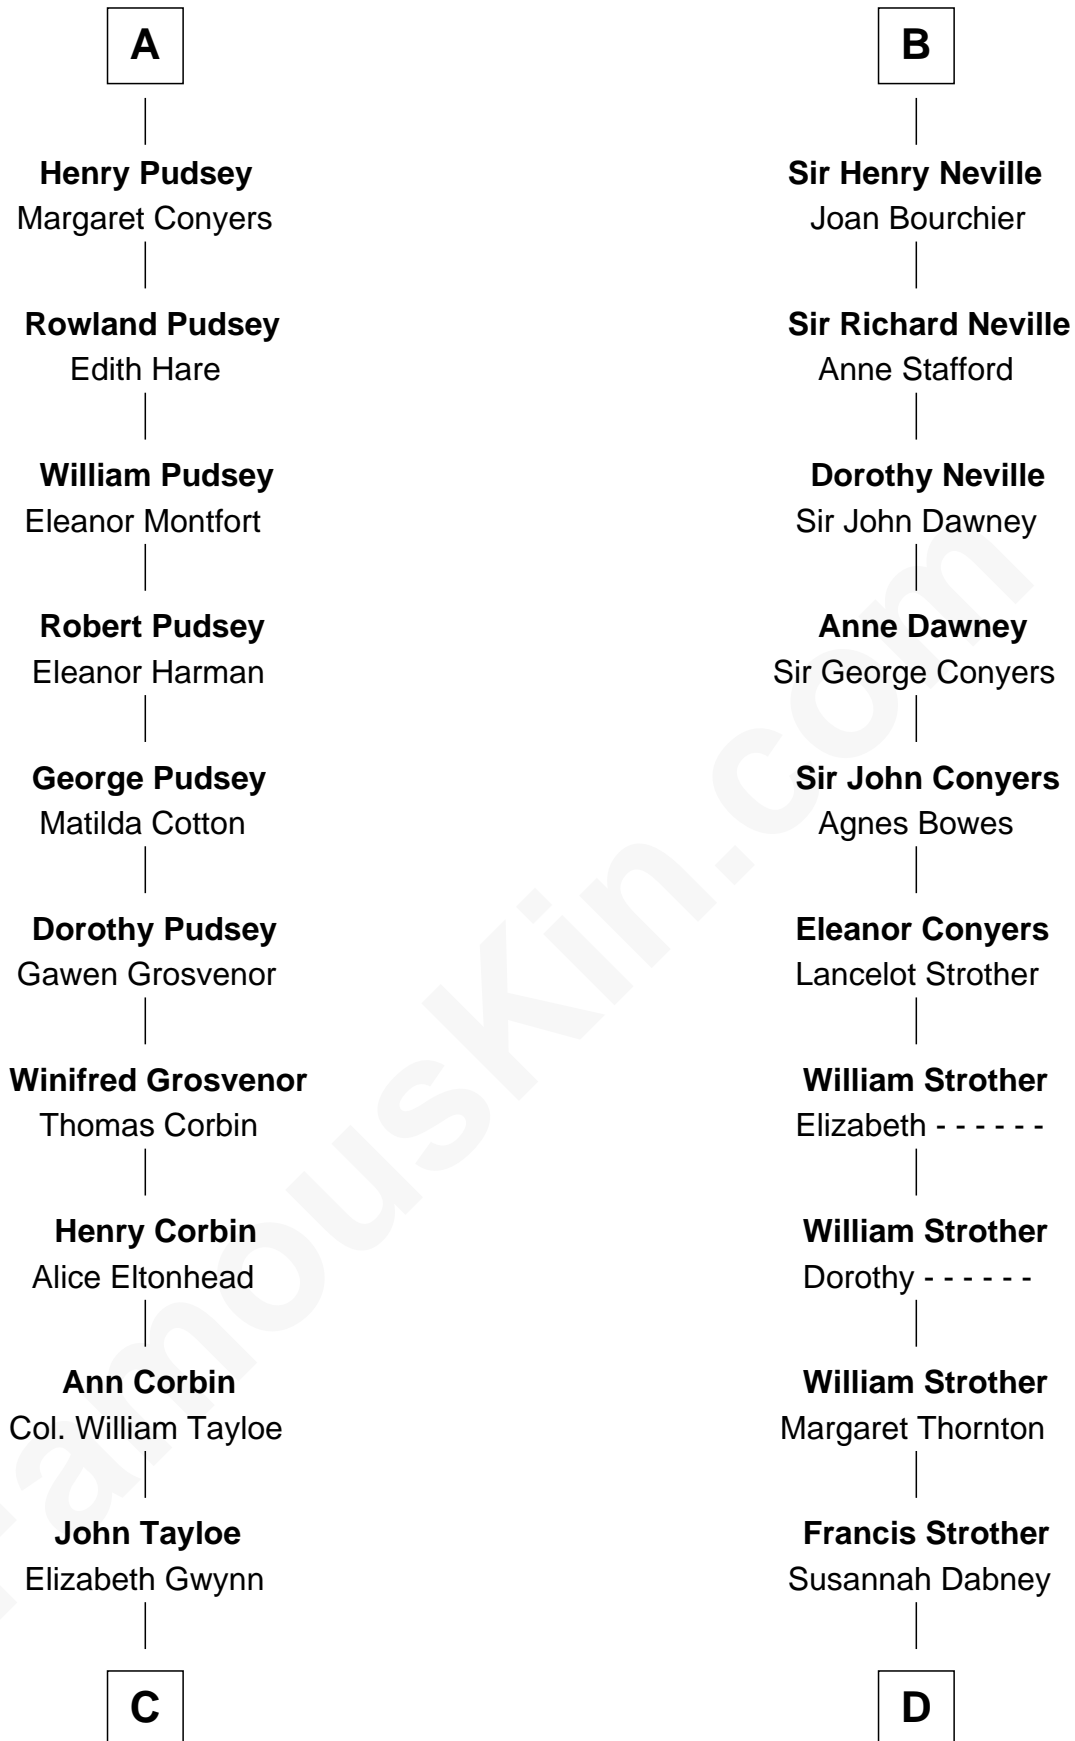 A
Henry Pudsey
Margaret Conyers
Rowland Pudsey
Edith Hare
William Pudsey
Eleanor Montfort
Robert Pudsey
Eleanor Harman
George Pudsey
Matilda Cotton
Dorothy Pudsey
Gawen Grosvenor
Winifred Grosvenor
Thomas Corbin
Henry Corbin
Alice Eltonhead
Ann Corbin
Col. William Tayloe
John Tayloe
Elizabeth Gwynn
C
B
Sir Henry Neville
Joan Bourchier
Sir Richard Neville
Anne Stafford
Dorothy Neville
Sir John Dawney
Anne Dawney
Sir George Conyers
Sir John Conyers
Agnes Bowes
Eleanor Conyers
Lancelot Strother
William Strother
Elizabeth - - - - - -
William Strother
Dorothy - - - - - -
William Strother
Margaret Thornton
Francis Strother
Susannah Dabney
D
FamousKin.com